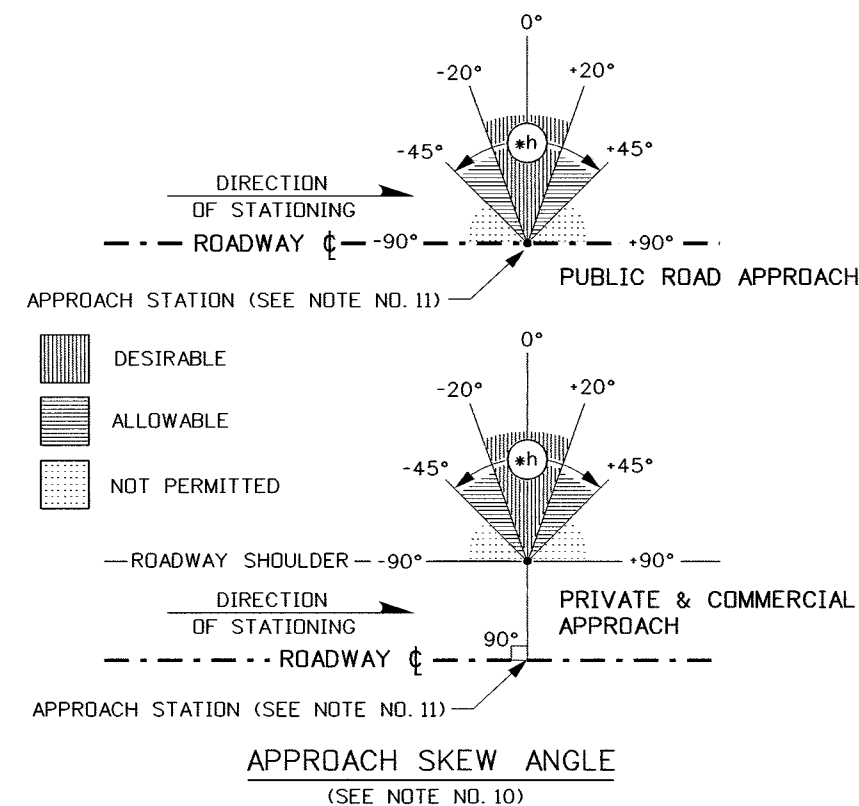 0°
-20° +20°
*h
-45° +45°
DIRECTION
OF STATIONING
ROADWAY ℄ -90° +90°
PUBLIC ROAD APPROACH
APPROACH STATION (SEE NOTE NO. 11)
DESIRABLE
ALLOWABLE
NOT PERMITTED
0°
-20° +20°
*h
-45° +45°
ROADWAY SHOULDER -90° +90°
DIRECTION
OF STATIONING
PRIVATE & COMMERCIAL
APPROACH
90°
ROADWAY ℄
APPROACH STATION (SEE NOTE NO. 11)
APPROACH SKEW ANGLE
(SEE NOTE NO. 10)